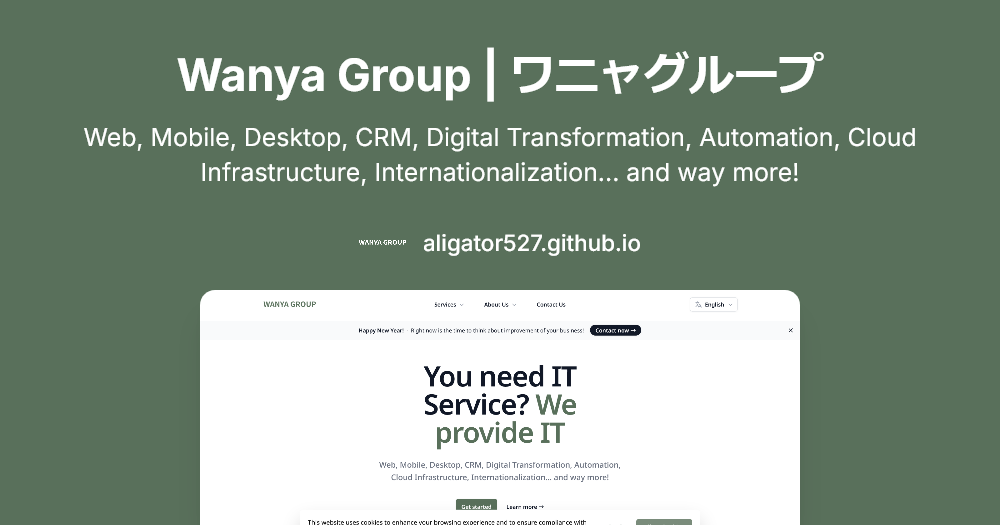 Wanya Group | ワニャグループ
Web, Mobile, Desktop, CRM, Digital Transformation, Automation, Cloud
Infrastructure, Internationalization... and way more!
WANYA GROUP aligator527.github.io
WANYA GROUP Services About Us Contact Us English
Happy New Year! · Right now is the time to think about improvement of your business! Contact now →
You need IT
Service? We
provide IT
Web, Mobile, Desktop, CRM, Digital Transformation, Automation,
Cloud Infrastructure, Internationalization... and way more!
Get started Learn more →
This website uses cookies to enhance your browsing experience and to ensure compliance with